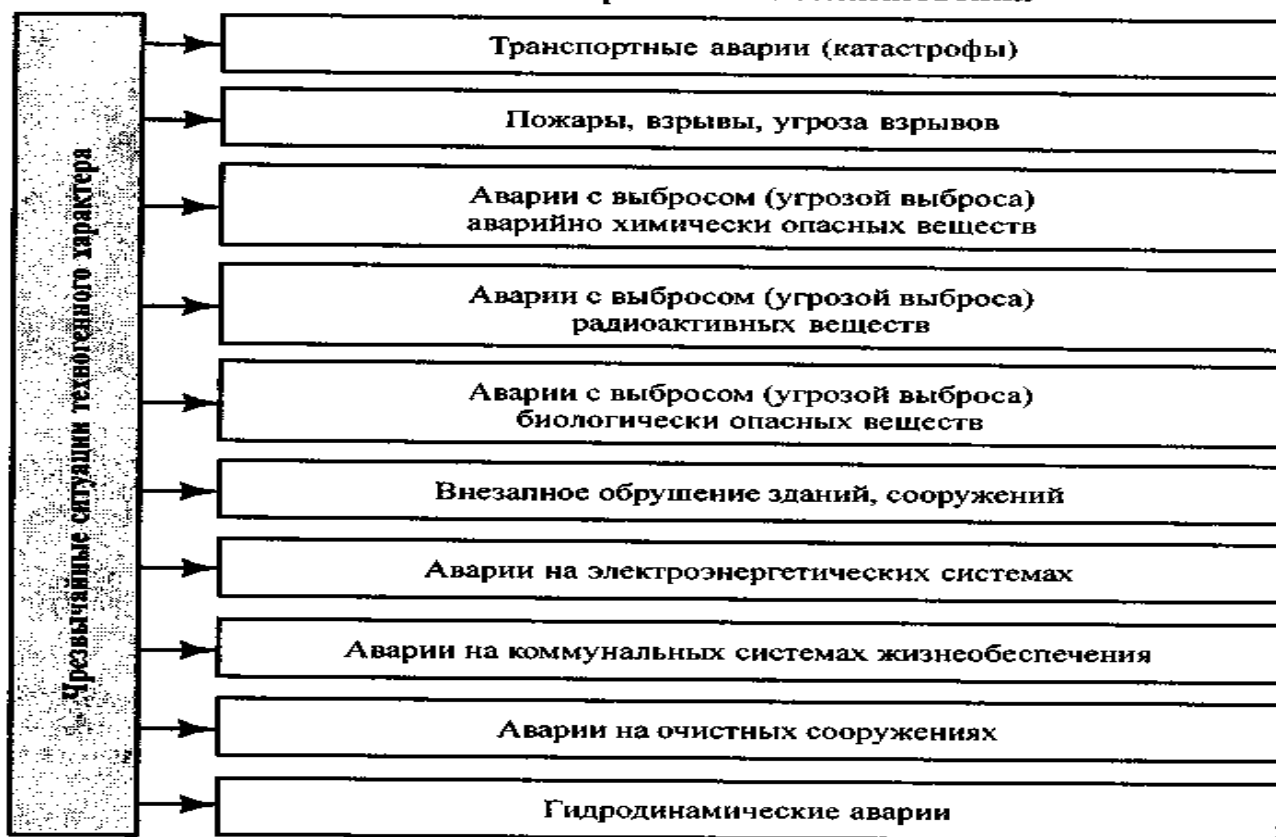 Чрезвычайные ситуации техногенного характера
Транспортные аварии (катастрофы)
Пожары, взрывы, угроза взрывов
Аварии с выбросом (угрозой выброса)
аварийно химически опасных веществ
Аварии с выбросом (угрозой выброса)
радиоактивных веществ
Аварии с выбросом (угрозой выброса)
биологически опасных веществ
Внезапное обрушение зданий, сооружений
Аварии на электроэнергетических системах
Аварии на коммунальных системах жизнеобеспечения
Аварии на очистных сооружениях
Гидродинамические аварии